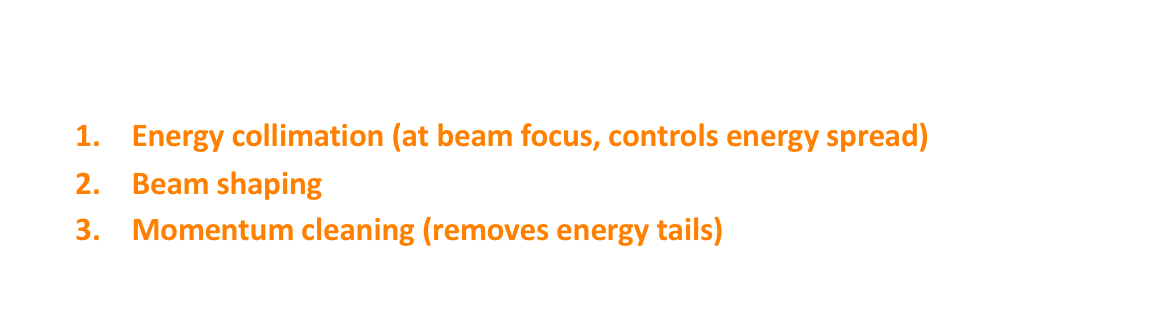 1. Energy collimation (at beam focus, controls energy spread)
2. Beam shaping
3. Momentum cleaning (removes energy tails)